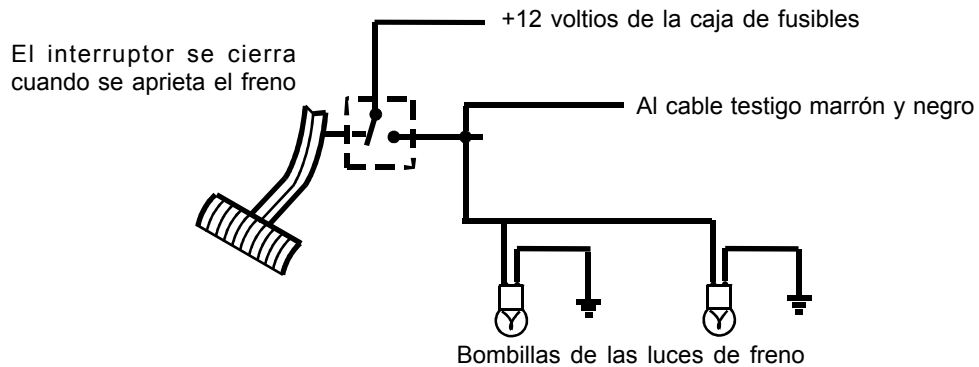 +12 voltios de la caja de fusibles
El interruptor se cierra
cuando se aprieta el freno
Al cable testigo marrón y negro
Bombillas de las luces de freno